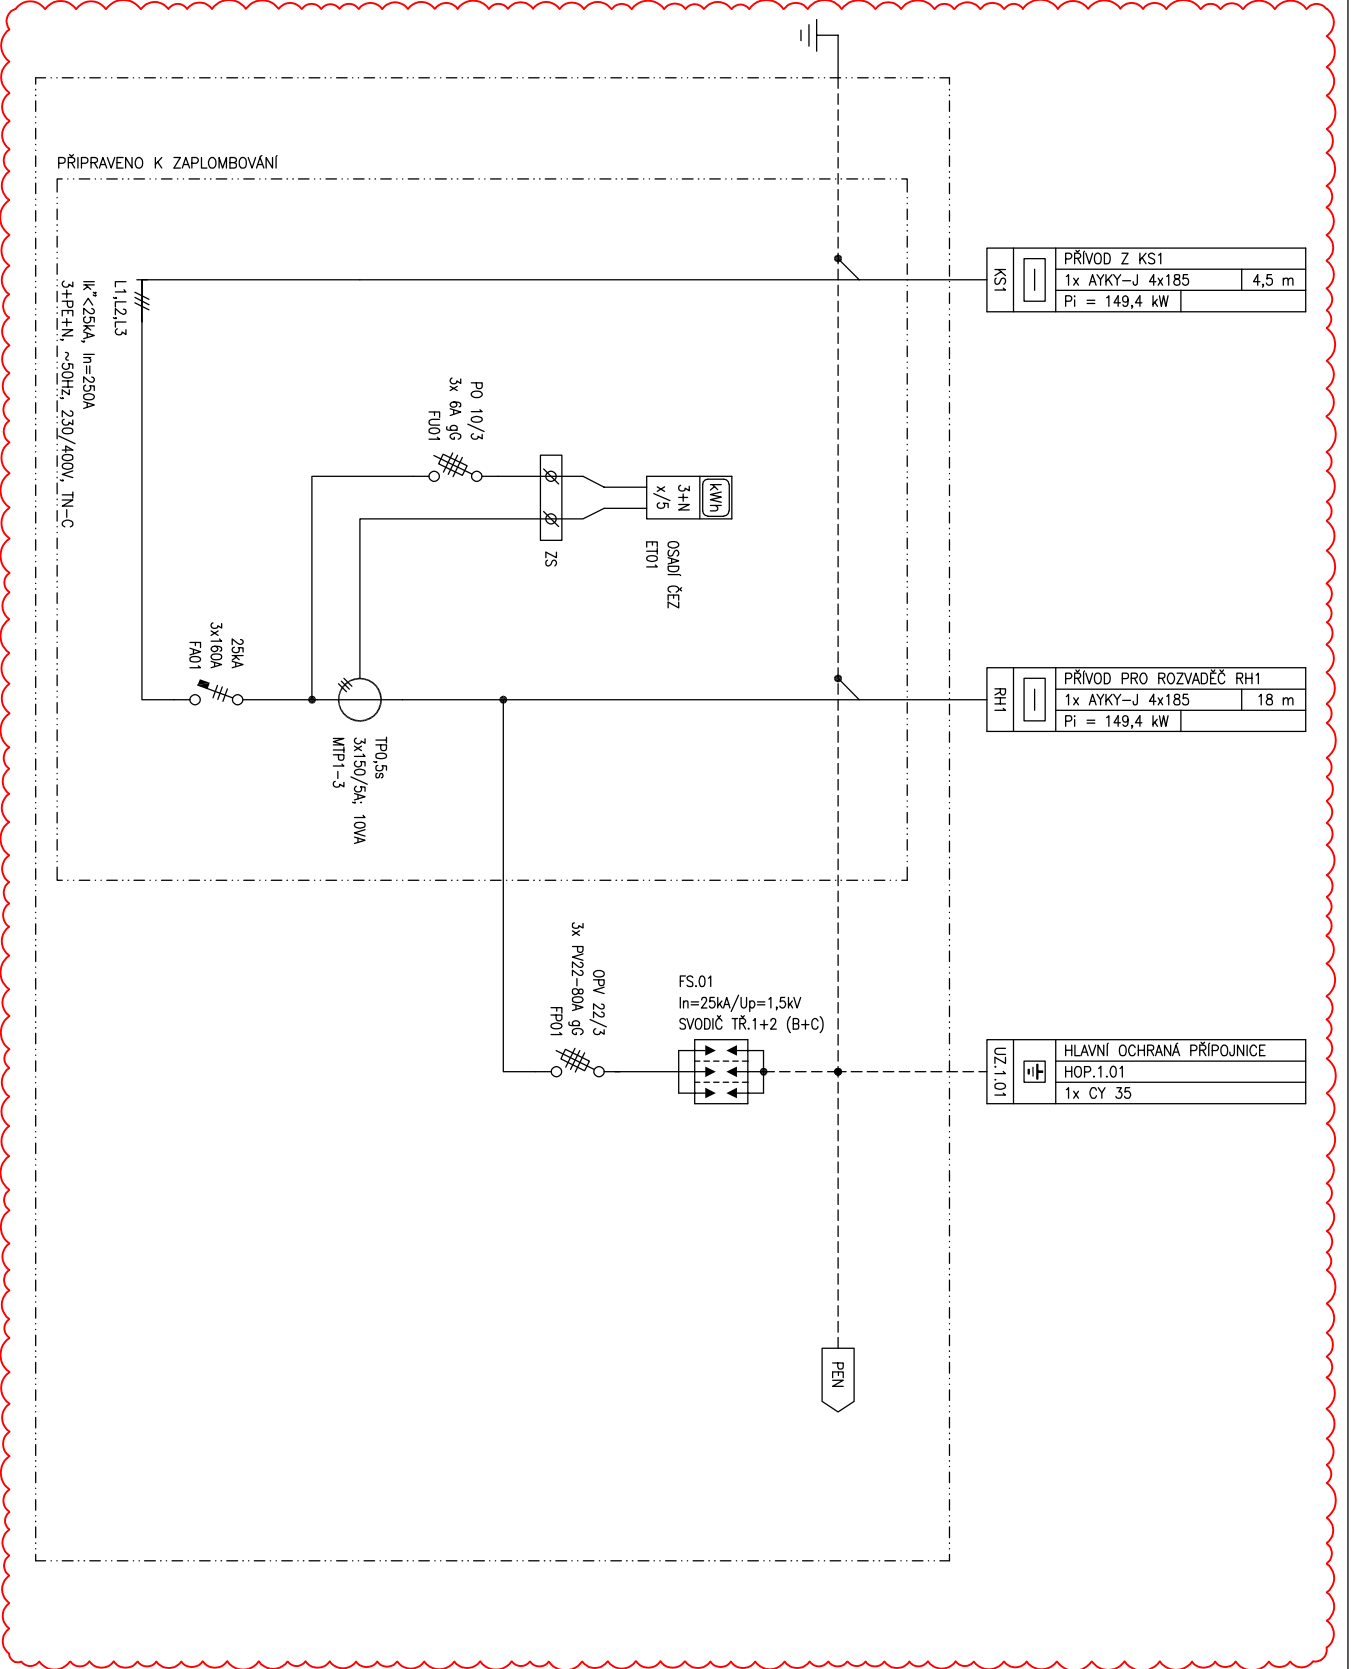 PŘIPRAVENO K ZAPLOMBOVÁNÍ
L1,L2,L3
Ik"<25kA, In=250A
3+PE+N, ~50Hz, 230/400V, TN-C
KS1
PŘÍVOD Z KS1
1x AYKY-J 4x185 4,5 m
Pi = 149,4 kW
PO 10/3
3x 6A gG
FU01
kWh
3+N
x/5
ZS
OSADÍ ČEZ
ET01
25kA
3x160A
FA01
TP0,5s
3x150/5A; 10VA
MTP1-3
RH1
PŘÍVOD PRO ROZVADĚČ RH1
1x AYKY-J 4x185 18 m
Pi = 149,4 kW
OPV 22/3
3x PV22-80A gG
FP01
FS.01
In=25kA/Up=1,5kV
SVODIČ TŘ.1+2 (B+C)
UZ.1.01
HLAVNÍ OCHRANÁ PŘÍPOJNICE
HOP.1.01
1x CY 35
PEN